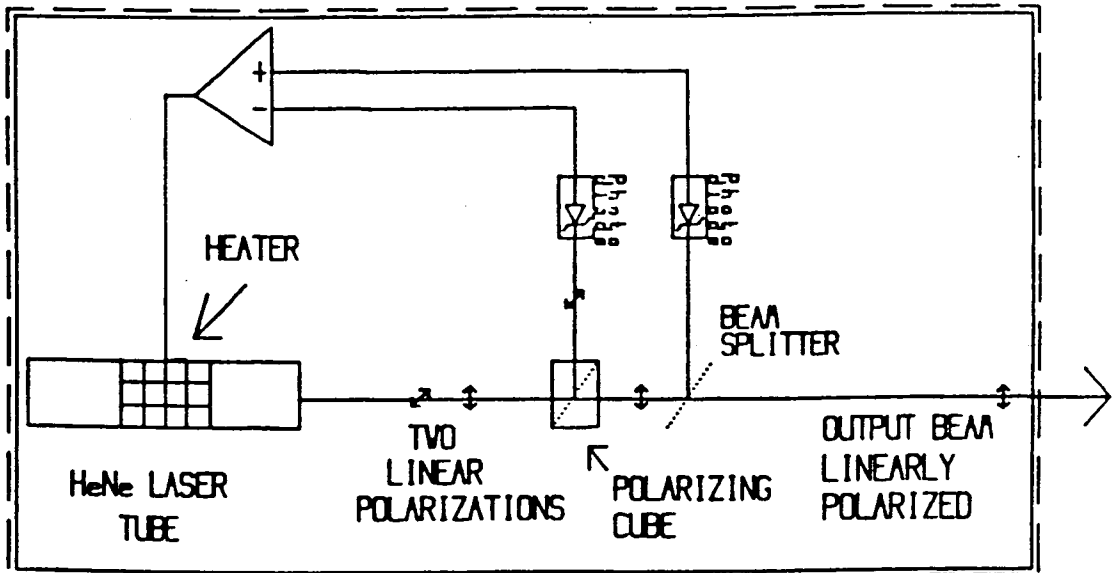 +
-
HEATER
BEAM
SPLITTER
TWO
LINEAR
POLARIZATIONS
HeNe LASER
TUBE
POLARIZING
CUBE
OUTPUT BEAM
LINEARLY
POLARIZED